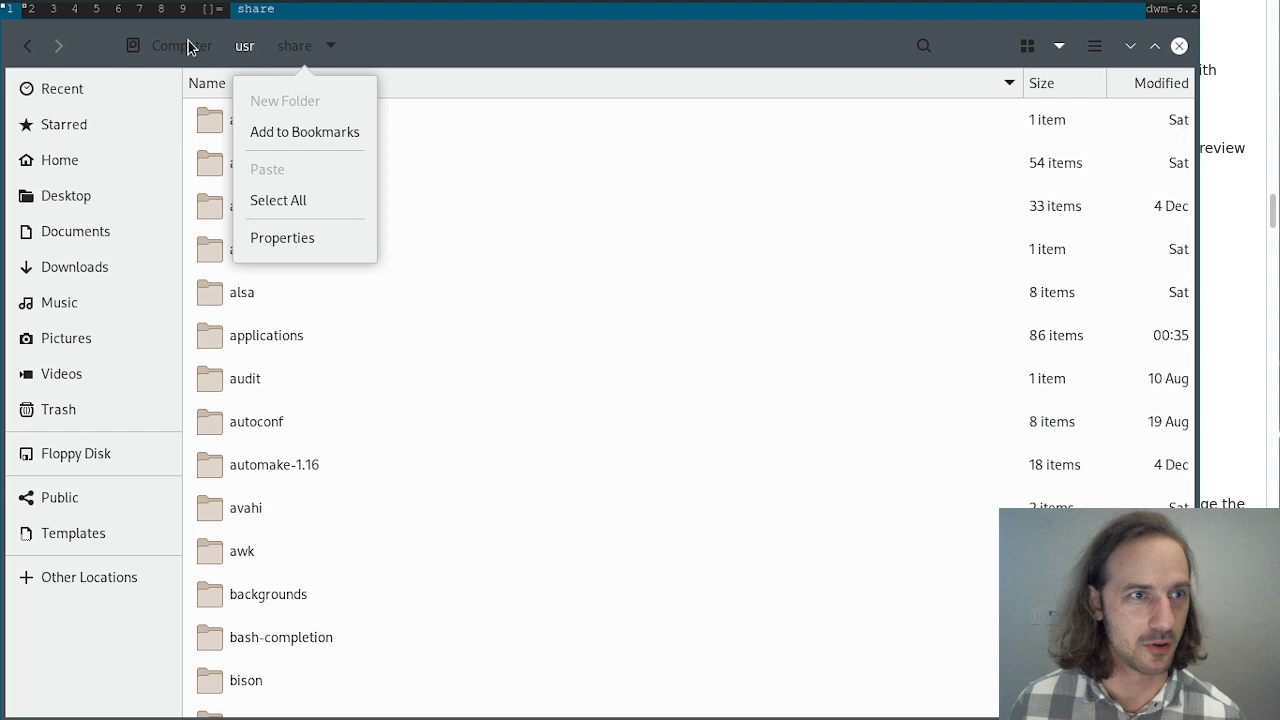 1 2 3 4 5 6 7 8 9 []= share dwm-6.2
Computer usr share
Name Size Modified
Recent
Starred
Home
Desktop
Documents
Downloads
Music
Pictures
Videos
Trash
Floppy Disk
Public
Templates
Other Locations
New Folder
Add to Bookmarks
Paste
Select All
Properties
a 1 item Sat
54 items Sat
33 items 4 Dec
1 item Sat
alsa 8 items Sat
applications 86 items 00:35
audit 1 item 10 Aug
autoconf 8 items 19 Aug
automake-1.16 18 items 4 Dec
avahi 2 items Sat
awk
backgrounds
bash-completion
bison
ith
review
ge the